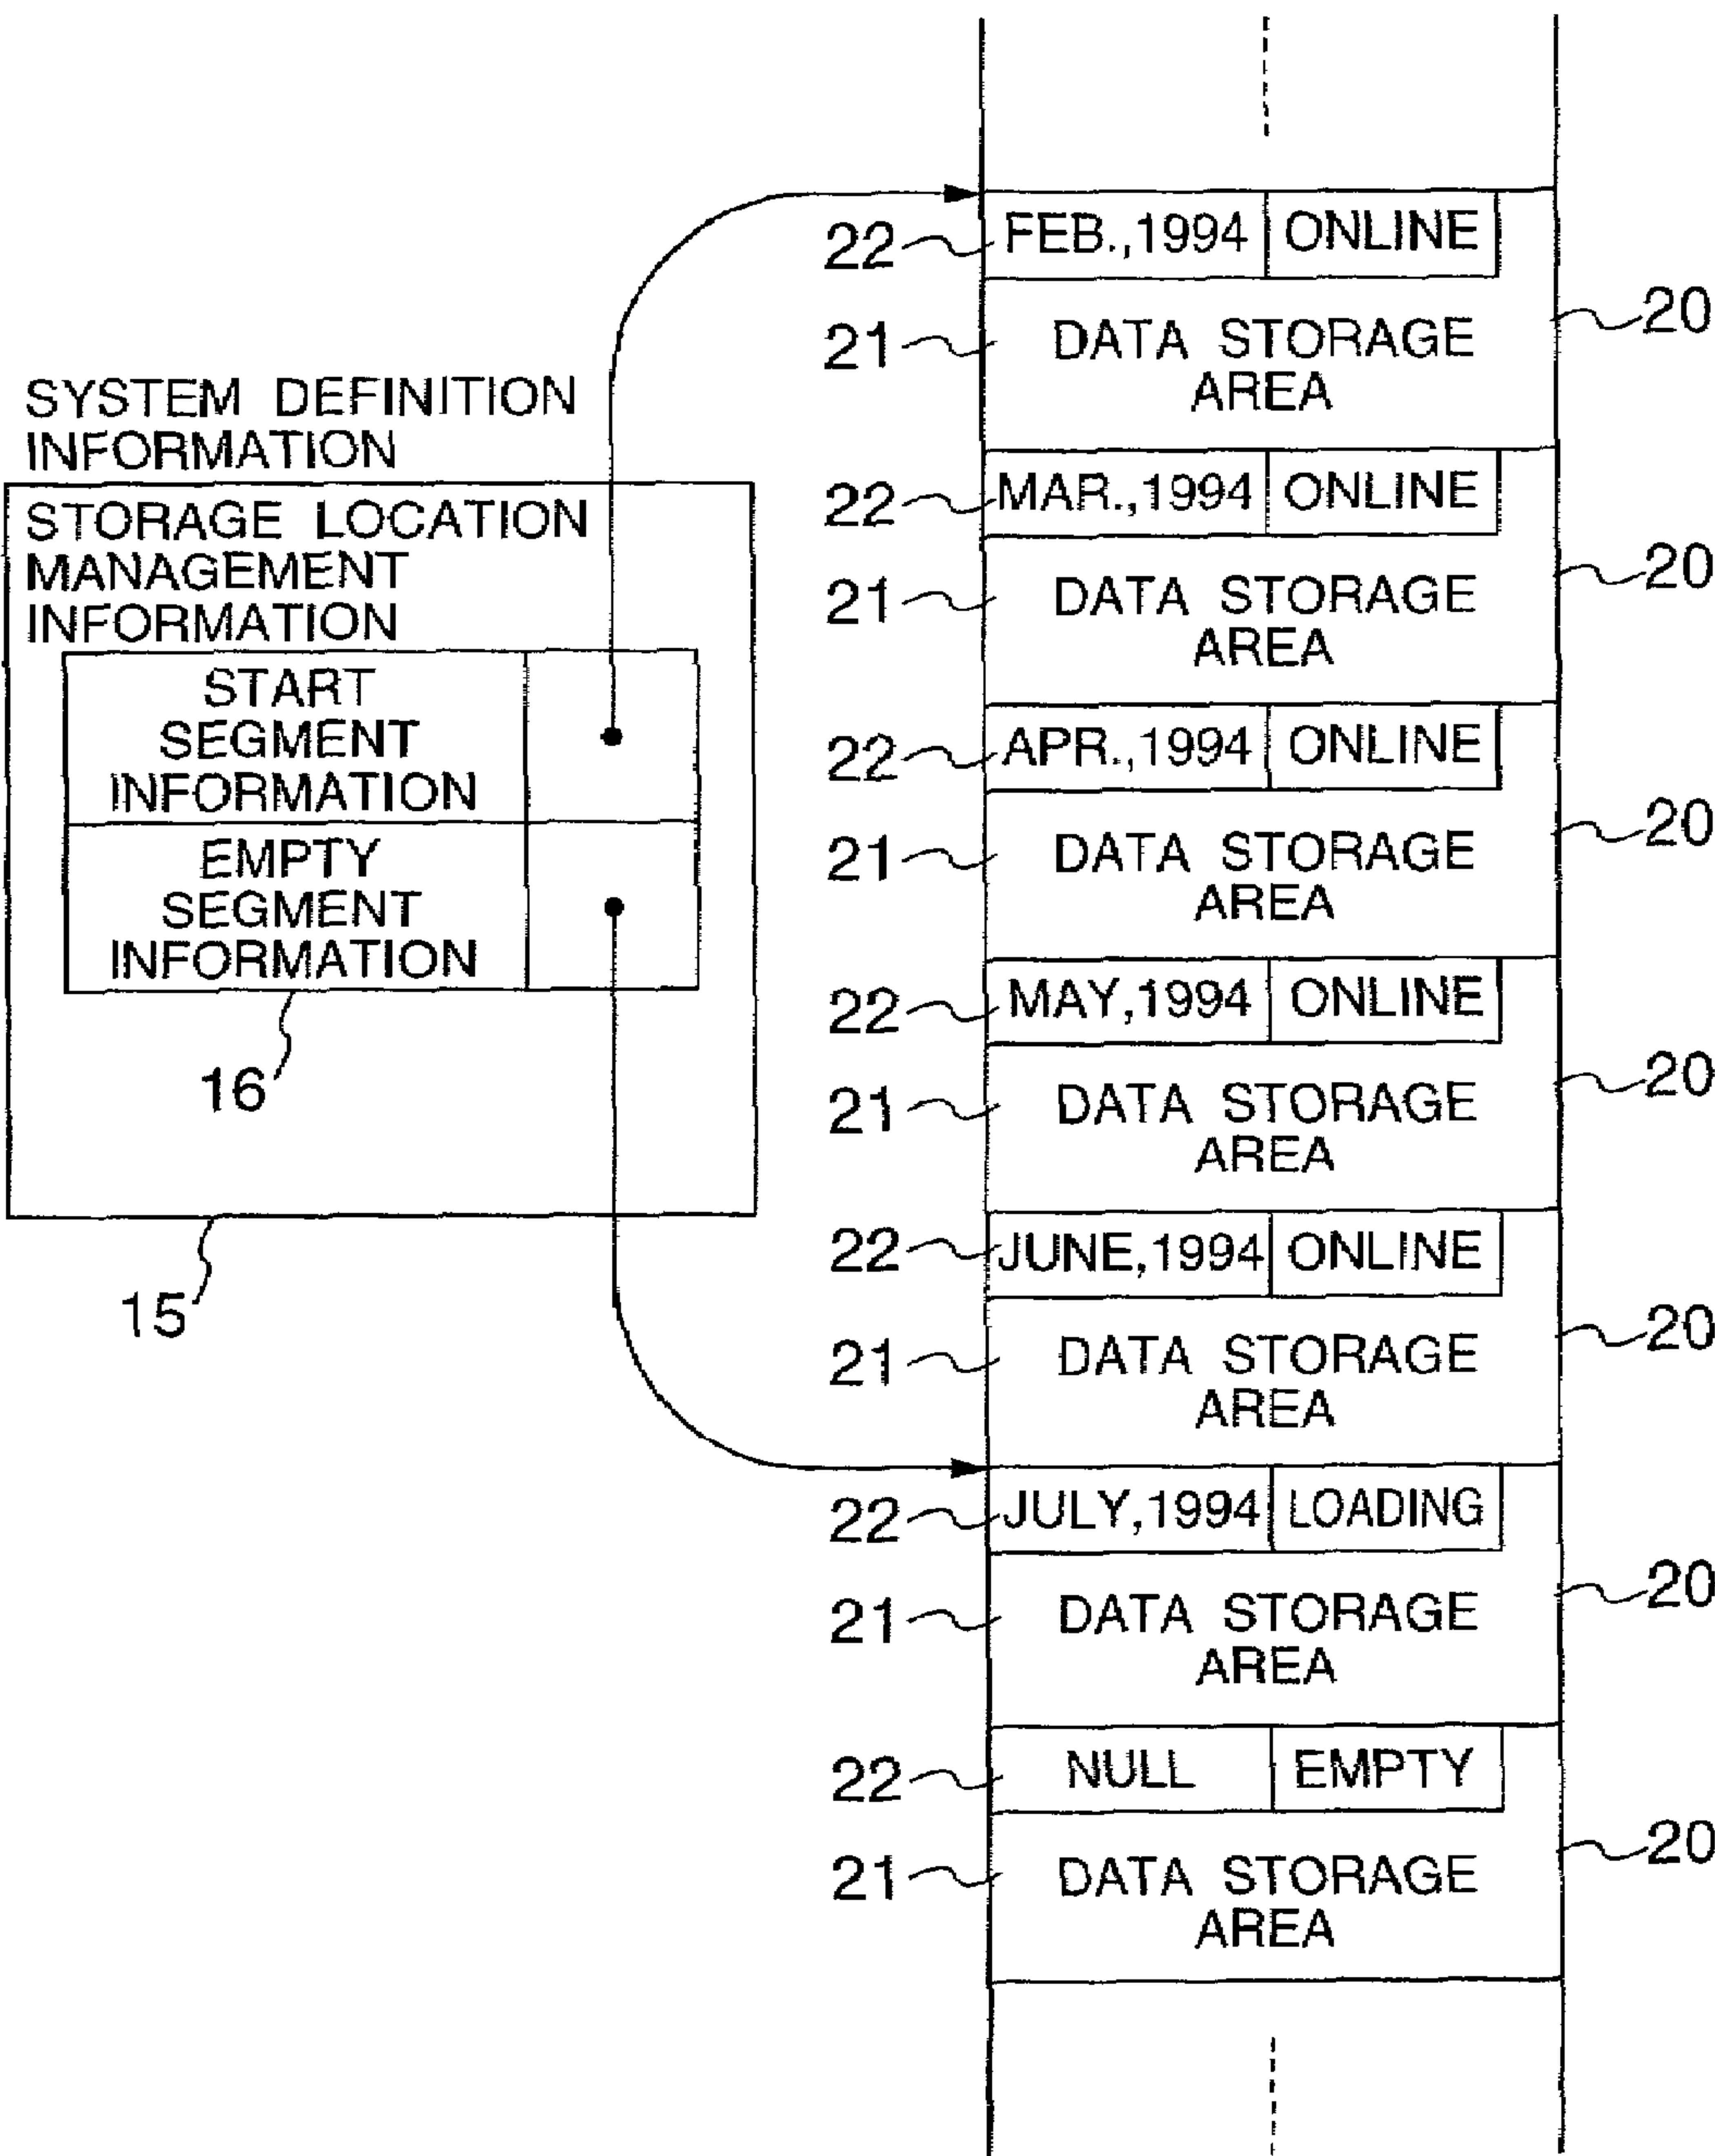 SYSTEM DEFINITION
INFORMATION
STORAGE LOCATION
MANAGEMENT
INFORMATION
START
SEGMENT
INFORMATION
EMPTY
SEGMENT
INFORMATION
16
15
22 FEB.,1994 ONLINE
20
21 DATA STORAGE
AREA
22 MAR.,1994 ONLINE
20
21 DATA STORAGE
AREA
22 APR.,1994 ONLINE
20
21 DATA STORAGE
AREA
22 MAY,1994 ONLINE
20
21 DATA STORAGE
AREA
22 JUNE,1994 ONLINE
20
21 DATA STORAGE
AREA
22 JULY,1994 LOADING
20
21 DATA STORAGE
AREA
22 NULL EMPTY
20
21 DATA STORAGE
AREA